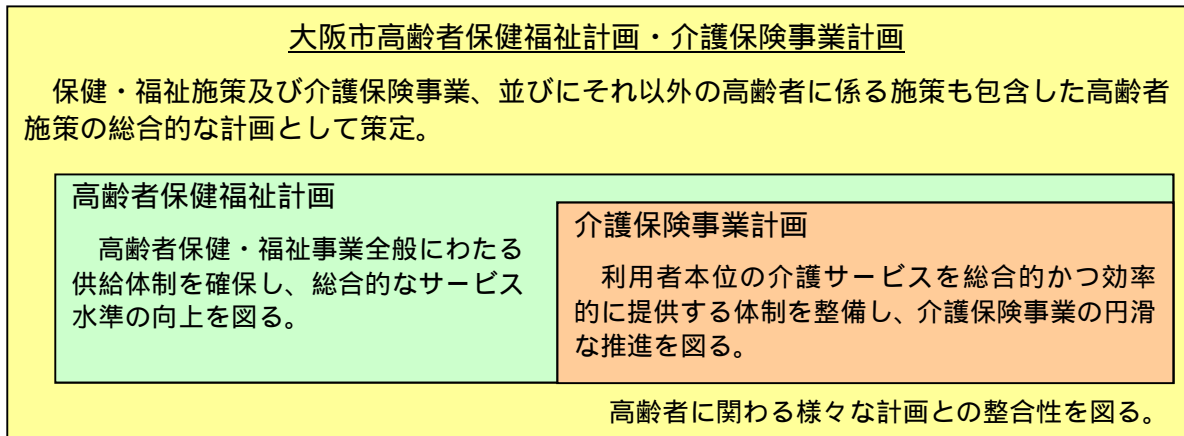 大阪市高齢者保健福祉計画・介護保険事業計画
保健・福祉施策及び介護保険事業、並びにそれ以外の高齢者に係る施策も包含した高齢者
施策の総合的な計画として策定。
高齢者保健福祉計画
高齢者保健・福祉事業全般にわたる
供給体制を確保し、総合的なサービス
水準の向上を図る。
介護保険事業計画
利用者本位の介護サービスを総合的かつ効率
的に提供する体制を整備し、介護保険事業の円滑
な推進を図る。
高齢者に関わる様々な計画との整合性を図る。